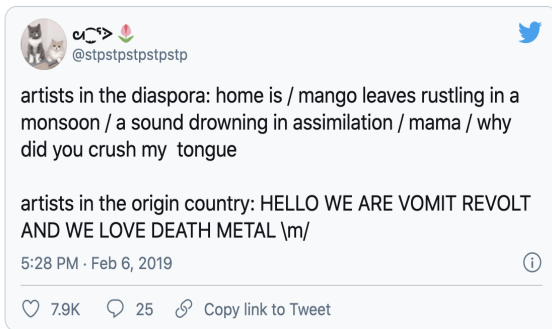 @stpstpstpstpstp
artists in the diaspora: home is / mango leaves rustling in a
monsoon / a sound drowning in assimilation / mama / why
did you crush my tongue
artists in the origin country: HELLO WE ARE VOMIT REVOLT
AND WE LOVE DEATH METAL \m/
5:28 PM · Feb 6, 2019
7.9K 25 Copy link to Tweet